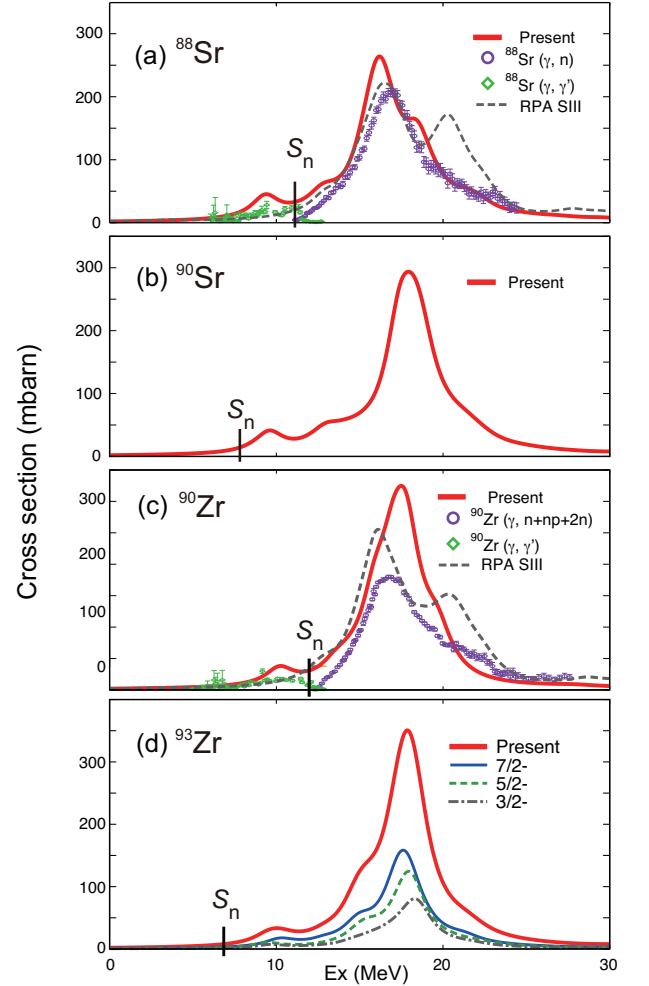 (a) ⁸⁸Sr
Present
⁸⁸Sr (γ, n)
⁸⁸Sr (γ, γ')
RPA SIII
Sn
300
200
100
0
(b) ⁹⁰Sr
Present
Sn
300
200
100
0
(c) ⁹⁰Zr
Present
⁹⁰Zr (γ, n+np+2n)
⁹⁰Zr (γ, γ')
RPA SIII
Sn
300
200
100
0
(d) ⁹³Zr
Present
7/2-
5/2-
3/2-
Sn
300
200
100
0
0 10 20 30
Ex (MeV)
Cross section (mbarn)